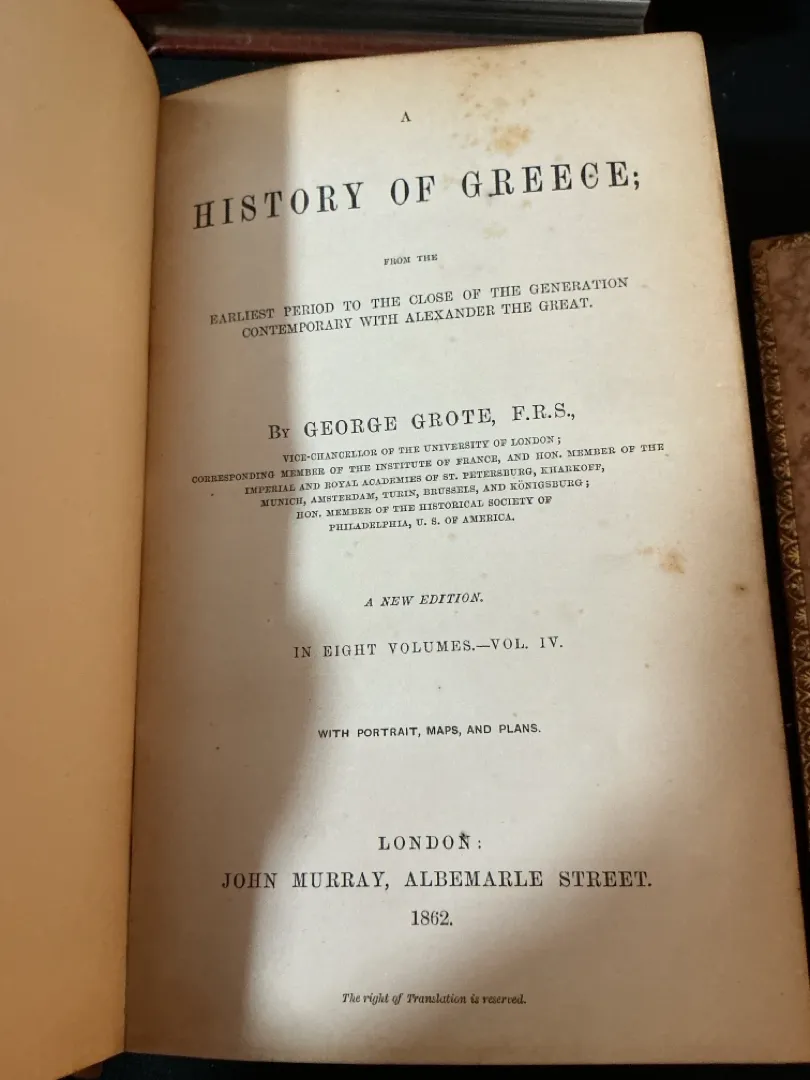 A
HISTORY OF GREECE;
FROM THE
EARLIEST PERIOD TO THE CLOSE OF THE GENERATION
CONTEMPORARY WITH ALEXANDER THE GREAT.
BY GEORGE GROTE, F.R.S.,
VICE-CHANCELLOR OF THE UNIVERSITY OF LONDON;
CORRESPONDING MEMBER OF THE INSTITUTE OF FRANCE, AND HON. MEMBER OF THE
IMPERIAL AND ROYAL ACADEMIES OF ST. PETERSBURG, KHARKOFF,
MUNICH, AMSTERDAM, TURIN, BRUSSELS, AND KÖNIGSBURG;
HON. MEMBER OF THE HISTORICAL SOCIETY OF
PHILADELPHIA, U. S. OF AMERICA.
A NEW EDITION.
IN EIGHT VOLUMES.—VOL. IV.
WITH PORTRAIT, MAPS, AND PLANS.
LONDON:
JOHN MURRAY, ALBEMARLE STREET.
1862.
The right of Translation is reserved.